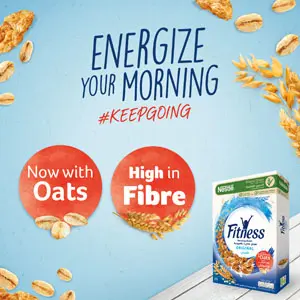 ENERGIZE
YOUR MORNING
#KEEPGOING
Now with
Oats
High in
Fibre
Nestlé
Fitness
ORIGINAL